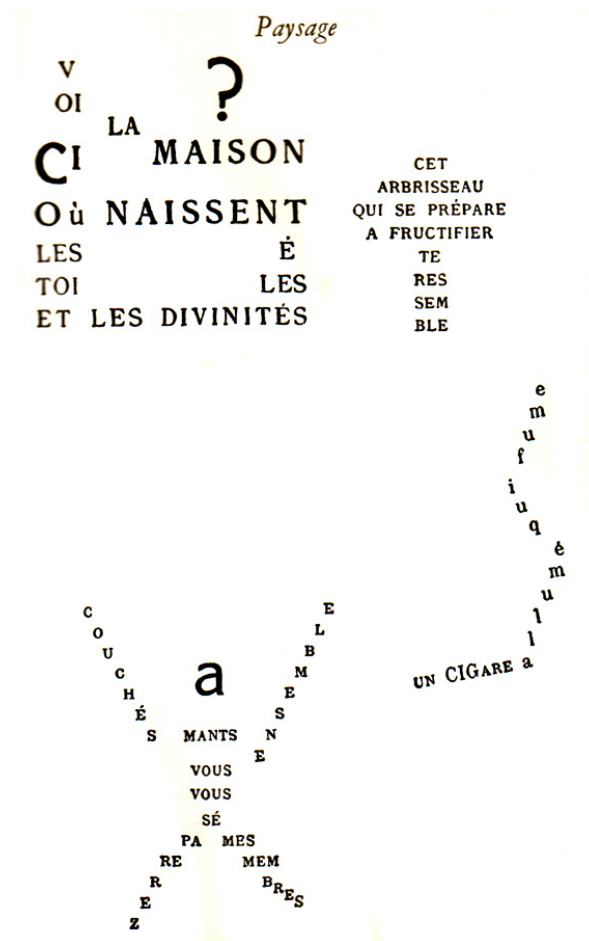 Paysage
V
OI
?
LA
CI MAISON
Où NAISSENT
LES É
TOI LES
ET LES DIVINITÉS
CET
ARBRISSEAU
QUI SE PRÉPARE
A FRUCTIFIER
TE
RES
SEM
BLE
COUCHÉS ENSEMBLE
a
MANTS
VOUS
VOUS
SÉ
PA MES
RE MEM
R BRES
E
Z
UN CIGARE allumé qui fume